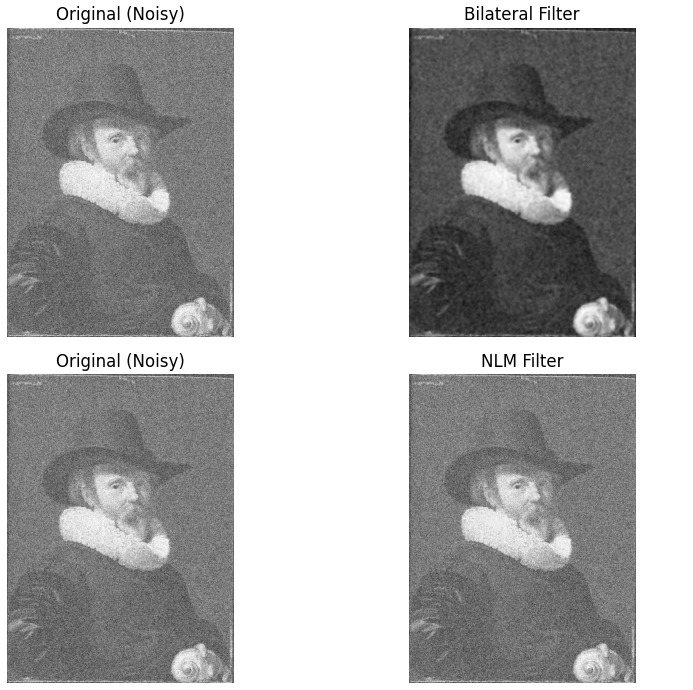 Original (Noisy)
Bilateral Filter
Original (Noisy)
NLM Filter